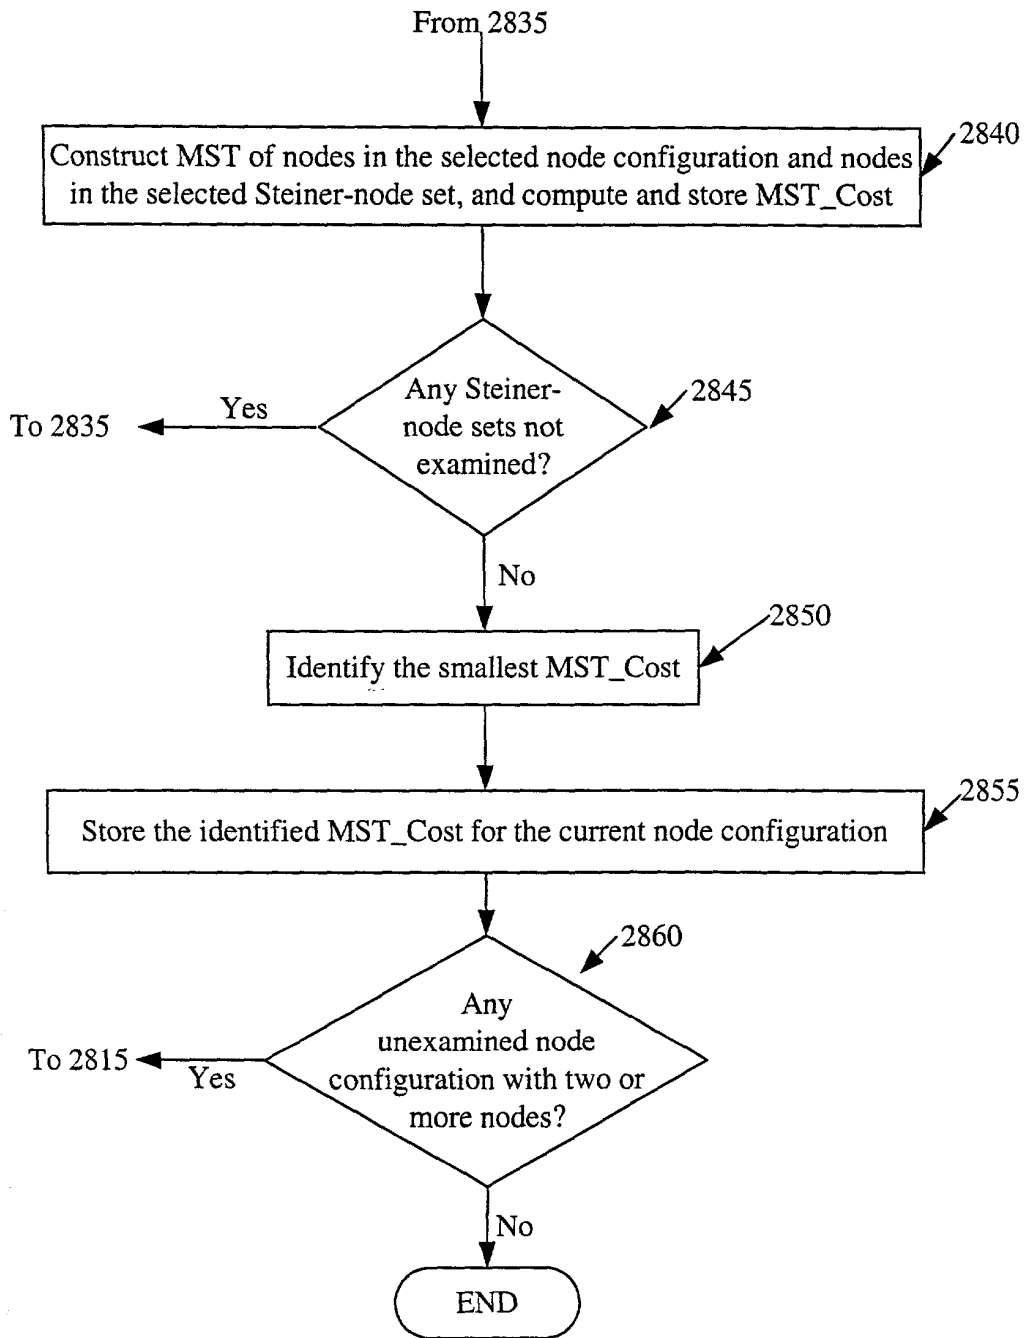 From 2835
2840
Construct MST of nodes in the selected node configuration and nodes
in the selected Steiner-node set, and compute and store MST_Cost
Any Steiner-
node sets not
examined?
2845
Yes
To 2835
No
2850
Identify the smallest MST_Cost
2855
Store the identified MST_Cost for the current node configuration
2860
Any
unexamined node
configuration with two or
more nodes?
To 2815
Yes
No
END